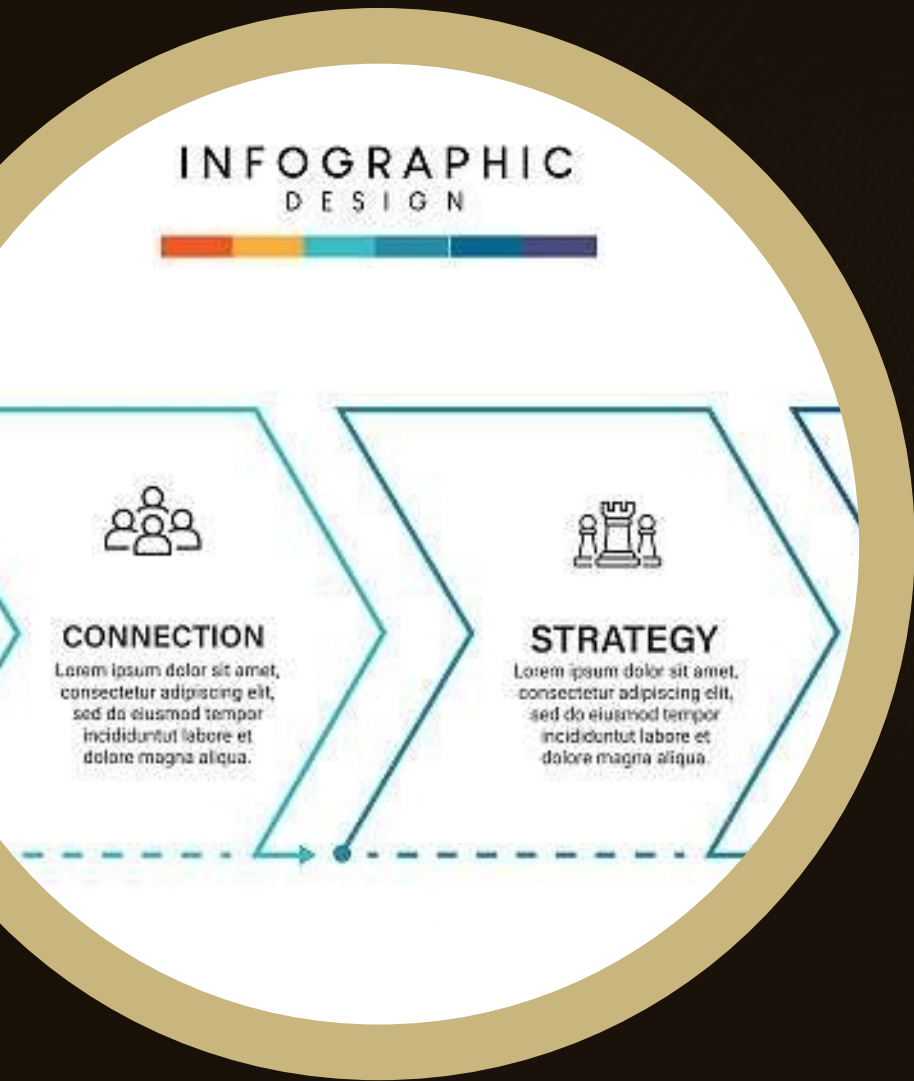 INFOGRAPHIC
DESIGN
CONNECTION
Lorem ipsum dolor sit amet,
consectetur adipiscing elit,
sed do eiusmod tempor
incididuntut labore et
dolore magna aliqua.
STRATEGY
Lorem ipsum dolor sit amet,
consectetur adipiscing elit,
sed do eiusmod tempor
incididuntut labore et
dolore magna aliqua.